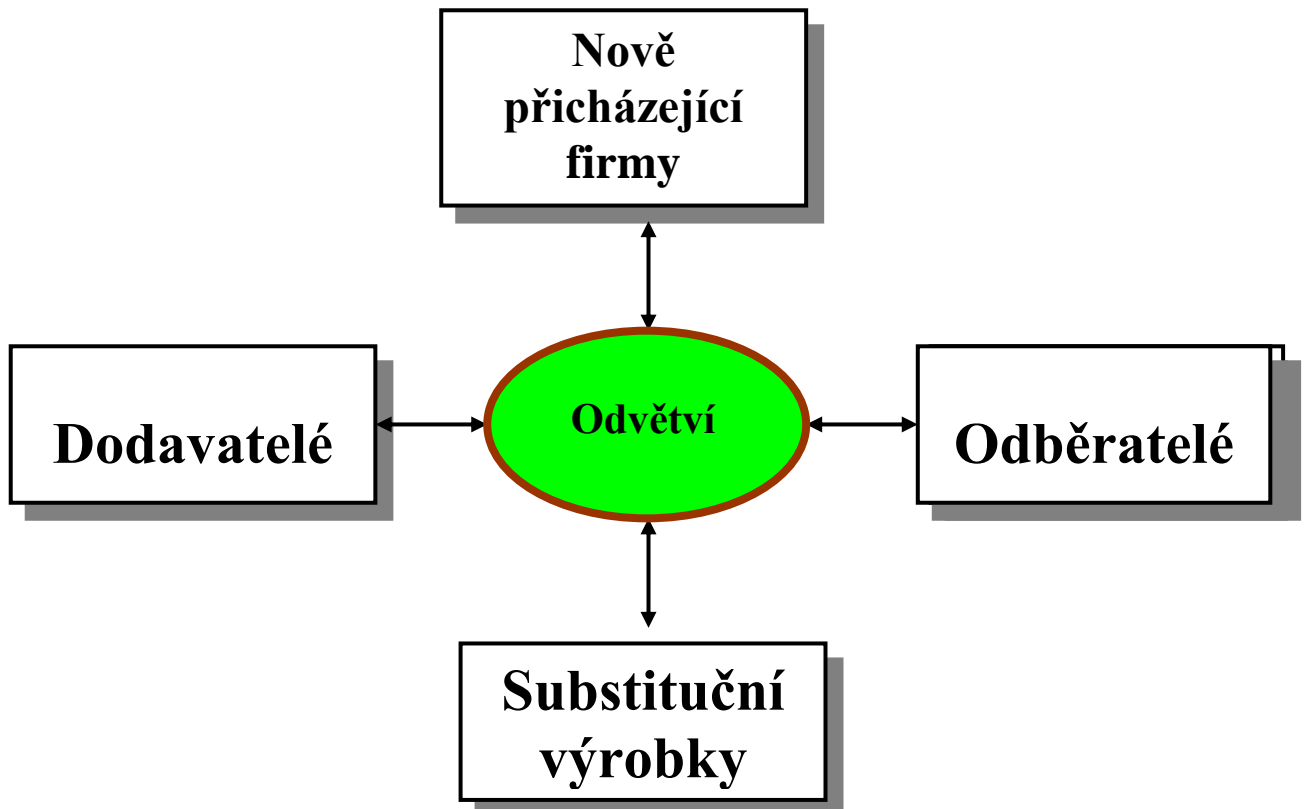 Nově
přicházející
firmy
Dodavatelé
Odvětví
Odběratelé
Substituční
výrobky